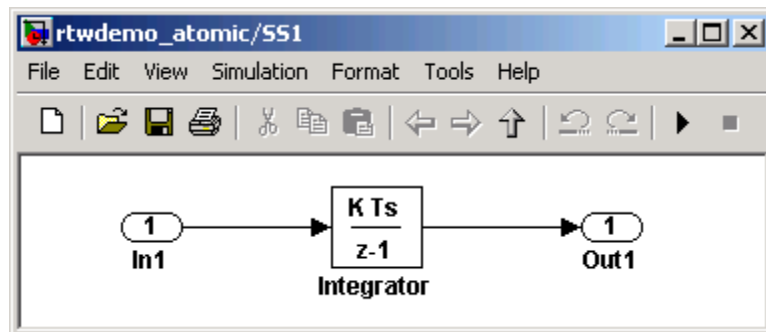 rtwdemo_atomic/SS1
File Edit View Simulation Format Tools Help
1
In1
K Ts
z-1
Integrator
1
Out1